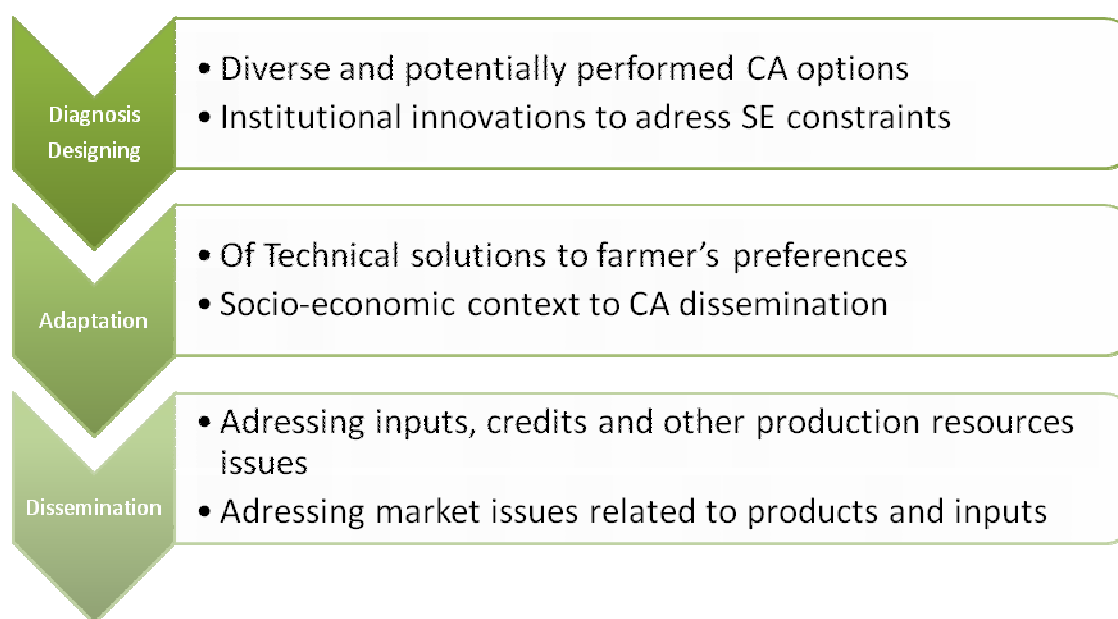 Diagnosis
Designing
• Diverse and potentially performed CA options
• Institutional innovations to adress SE constraints
Adaptation
• Of Technical solutions to farmer’s preferences
• Socio-economic context to CA dissemination
Dissemination
• Adressing inputs, credits and other production resources
issues
• Adressing market issues related to products and inputs